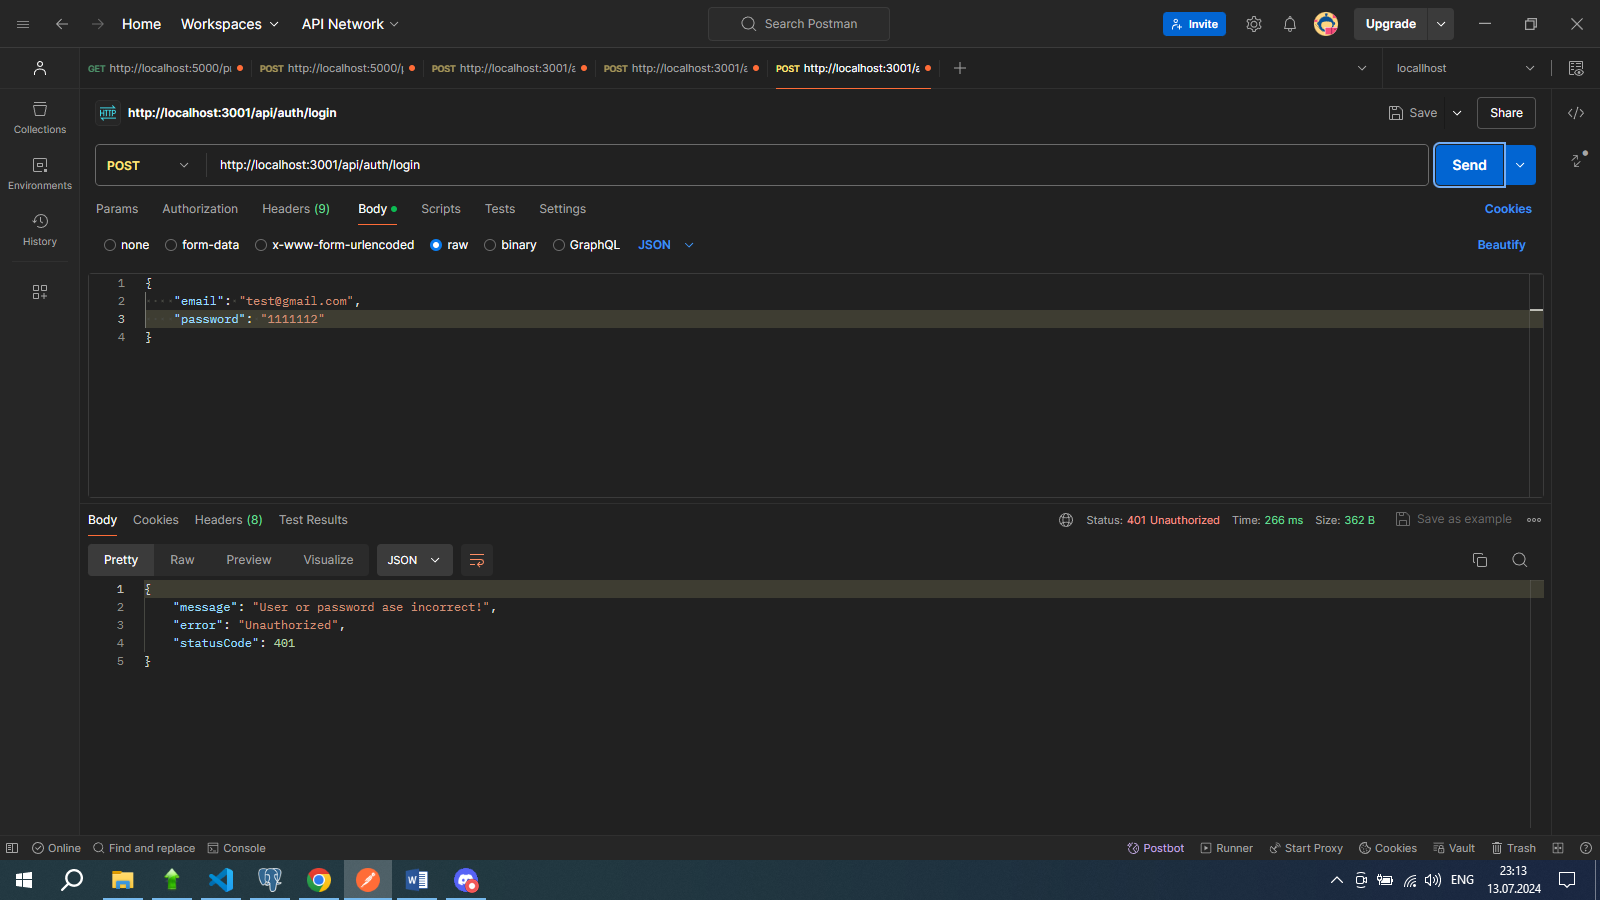 Home Workspaces API Network Search Postman Invite Upgrade
GET http://localhost:5000/p POST http://localhost:5000/ POST http://localhost:3001/a POST http://localhost:3001/a POST http://localhost:3001/a locallhost
HTTP http://localhost:3001/api/auth/login Save Share
Collections
POST http://localhost:3001/api/auth/login Send
Environments
Params Authorization Headers (9) Body Scripts Tests Settings Cookies
History
none form-data x-www-form-urlencoded raw binary GraphQL JSON Beautify
1 {
2 "email": "test@gmail.com",
3 "password": "1111112"
4 }
Body Cookies Headers (8) Test Results Status: 401 Unauthorized Time: 266 ms Size: 362 B Save as example
Pretty Raw Preview Visualize JSON
1 {
2 "message": "User or password ase incorrect!",
3 "error": "Unauthorized",
4 "statusCode": 401
5 }
Online Find and replace Console Postbot Runner Start Proxy Cookies Vault Trash
ENG 23:13
13.07.2024